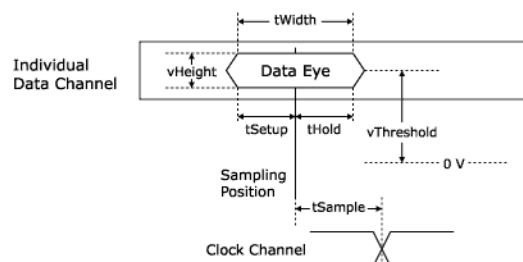 tWidth
Individual
Data Channel
vHeight
Data Eye
tSetup
tHold
vThreshold
0 V
Sampling
Position
tSample
Clock Channel